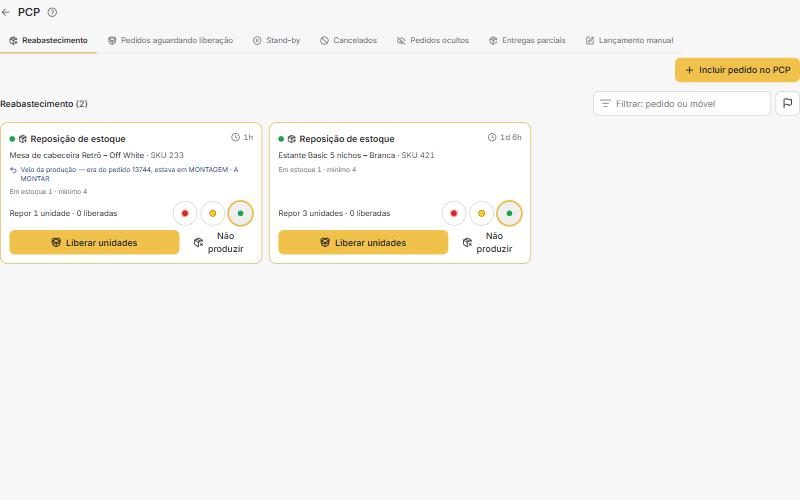 PCP
Reabastecimento
Pedidos aguardando liberação
Stand-by
Cancelados
Pedidos ocultos
Entregas parciais
Lançamento manual
Incluir pedido no PCP
Reabastecimento (2)
Filtrar: pedido ou móvel
Reposição de estoque
1h
Mesa de cabeceira Retrô – Off White · SKU 233
Veio da produção — era do pedido 13744, estava em MONTAGEM · A
MONTAR
Em estoque 1 · mínimo 4
Repor 1 unidade · 0 liberadas
Liberar unidades
Não
produzir
Reposição de estoque
1d 6h
Estante Basic 5 nichos – Branca · SKU 421
Em estoque 1 · mínimo 4
Repor 3 unidades · 0 liberadas
Liberar unidades
Não
produzir